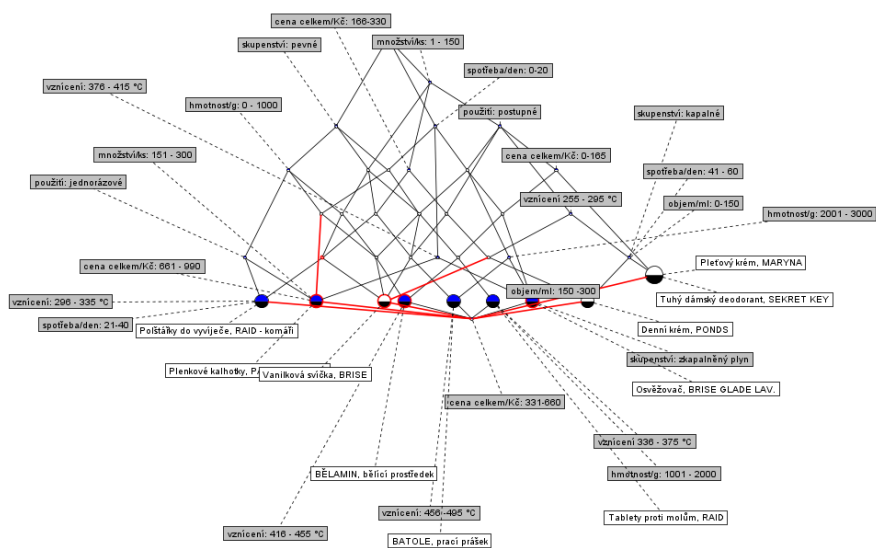 cena celkem/Kč: 166-330
skupenství: pevné
množství/ks: 1 - 150
spotřeba/den: 0-20
vznícení: 376 - 415 °C
hmotnost/g: 0 - 1000
použití: postupné
skupenství: kapalné
množství/ks: 151 - 300
cena celkem/Kč: 0-165
spotřeba/den: 41 - 60
použití: jednorázové
vznícení 255 - 295 °C
objem/ml: 0-150
hmotnost/g: 2001 - 3000
cena celkem/Kč: 661 - 990
Pleťový krém, MARYNA
objem/ml: 150 -300
vznícení: 296 - 335 °C
Tuhý dámský deodorant, SEKRET KEY
spotřeba/den: 21-40
Polštářky do vyvíječe, RAID - komáři
Denní krém, PONDS
skupenství: zkapalněný plyn
Plenkové kalhotky,
Vanilková svíčka, BRISE
Osvěžovač, BRISE GLADE LAV.
cena celkem/Kč: 331-660
vznícení 336 - 375 °C
BĚLAMIN, bělící prostředek
hmotnost/g: 1001 - 2000
vznícení: 456 -495 °C
Tablety proti molům, RAID
vznícení: 416 - 455 °C
BATOLE, prací prášek